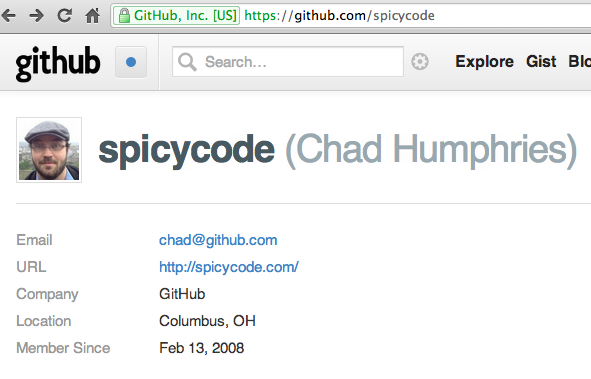 GitHub, Inc. [US] https://github.com/spicycode
github Search... Explore Gist Blo
spicycode (Chad Humphries)
Email chad@github.com
URL http://spicycode.com/
Company GitHub
Location Columbus, OH
Member Since Feb 13, 2008